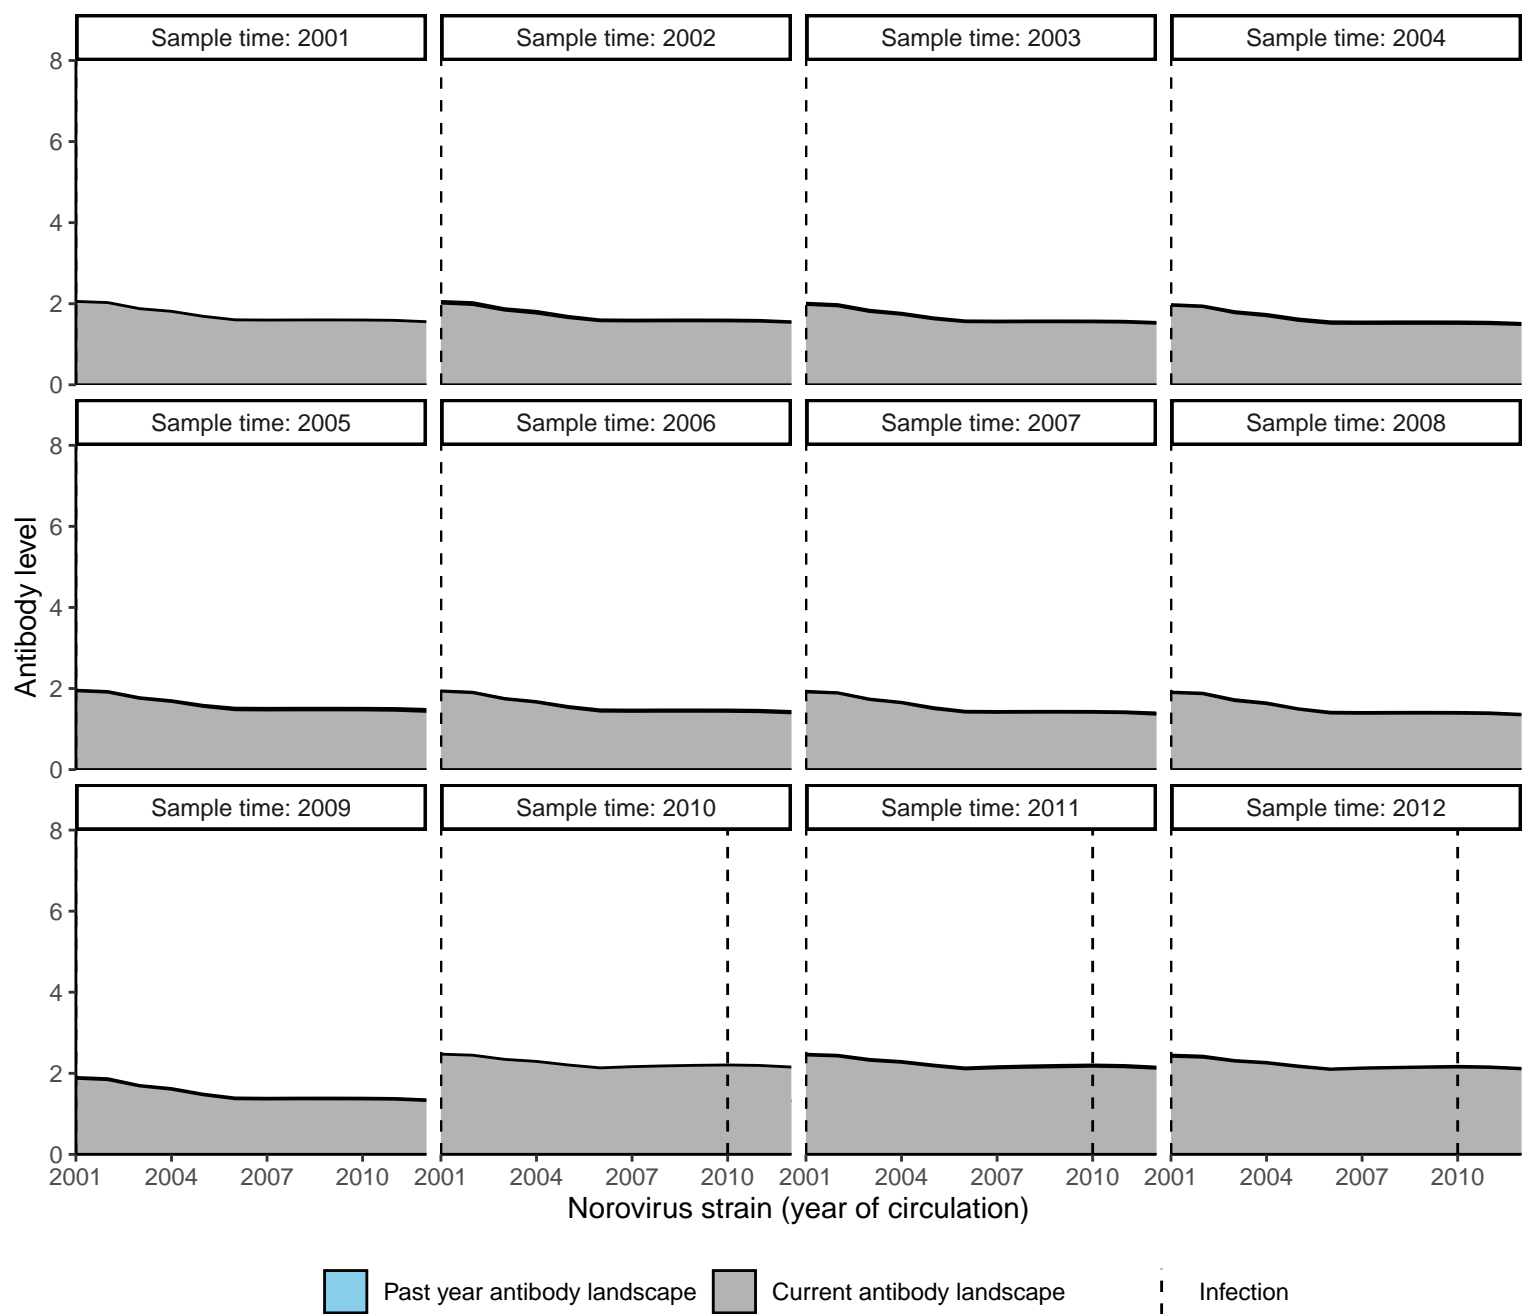 Sample time: 2001
Sample time: 2002
Sample time: 2003
Sample time: 2004
8
6
4
2
0
Sample time: 2005
Sample time: 2006
Sample time: 2007
Sample time: 2008
8
6
4
2
0
Antibody level
Sample time: 2009
Sample time: 2010
Sample time: 2011
Sample time: 2012
8
6
4
2
0
2001 2004 2007 2010
2001 2004 2007 2010
2001 2004 2007 2010
2001 2004 2007 2010
Norovirus strain (year of circulation)
Past year antibody landscape
Current antibody landscape
Infection